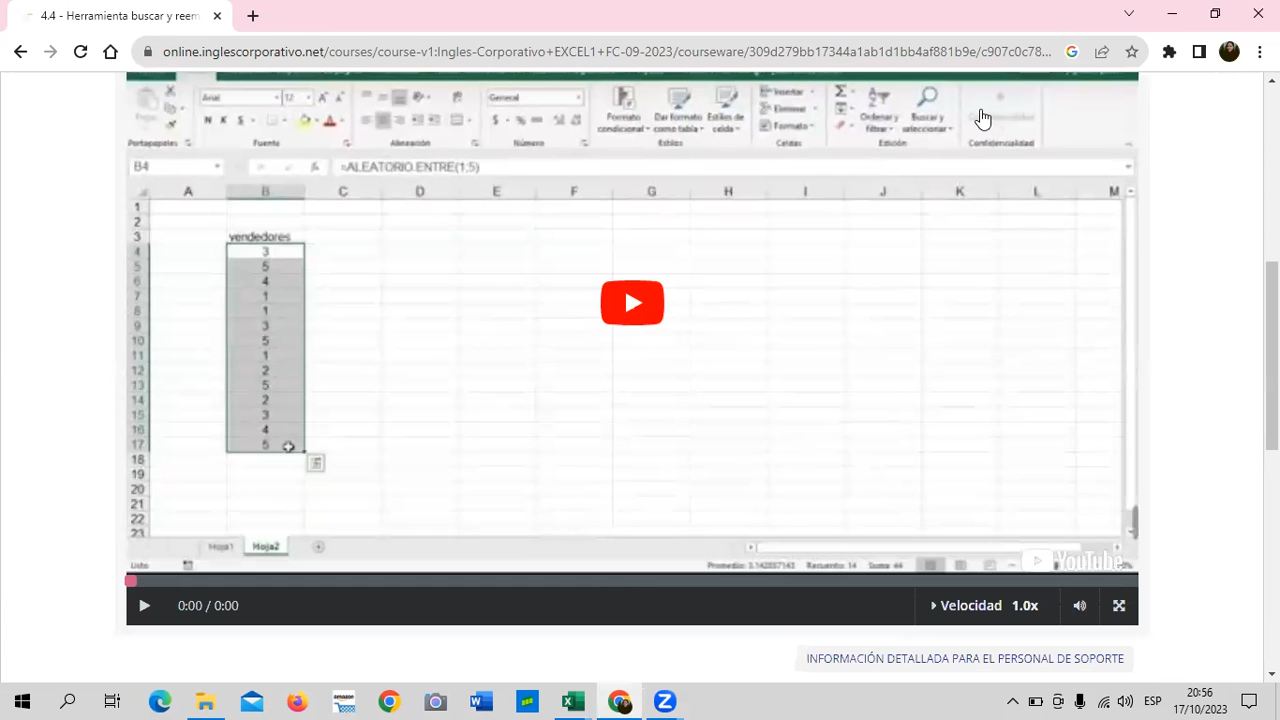 4.4 - Herramienta buscar y reem
online.inglescorporativo.net/courses/course-v1:Ingles-Corporativo+EXCEL1+FC-09-2023/courseware/309d279bb17344a1ab1d1bb4af881b9e/c907c0c78...
Arial 12 General Insertar
Eliminar
Formato
N K S
Formato condicional Dar formato como tabla Estilos de celda Ordenar y filtrar Buscar y seleccionar
Portapapeles Fuente Alineación Número Estilos Celdas Edición Confidencialidad
B4 =ALEATORIO.ENTRE(1;5)
A B C D E F G H I J K L M
1
2
3 vendedores
4 3
5 5
6 4
7 1
8 1
9 3
10 5
11 1
12 2
13 5
14 2
15 3
16 4
17 5
18
19
20
21
22
23
Hoja1 Hoja2
Listo Promedio: 3,142857143 Recuento: 14 Suma: 44
YouTube
0:00 / 0:00 Velocidad 1.0x
INFORMACIÓN DETALLADA PARA EL PERSONAL DE SOPORTE
ESP 20:56
17/10/2023